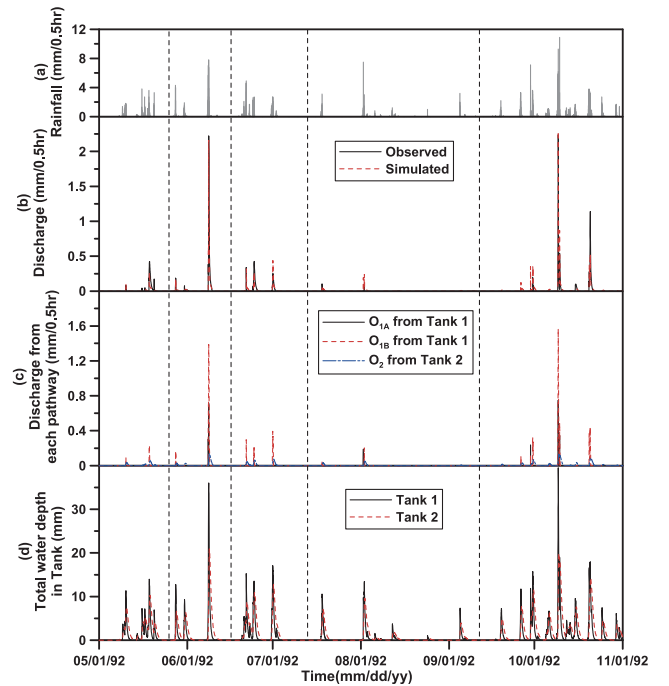 (a)
Rainfall (mm/0.5hr)
12
8
4
0
(b)
Discharge (mm/0.5hr)
2
1.5
1
0.5
0
Observed
Simulated
(c)
Discharge from
each pathway (mm/0.5hr)
1.8
1.2
0.6
0
O1A from Tank 1
O1B from Tank 1
O2 from Tank 2
(d)
Total water depth
in Tank (mm)
30
20
10
0
Tank 1
Tank 2
05/01/92 06/01/92 07/01/92 08/01/92 09/01/92 10/01/92 11/01/92
Time(mm/dd/yy)